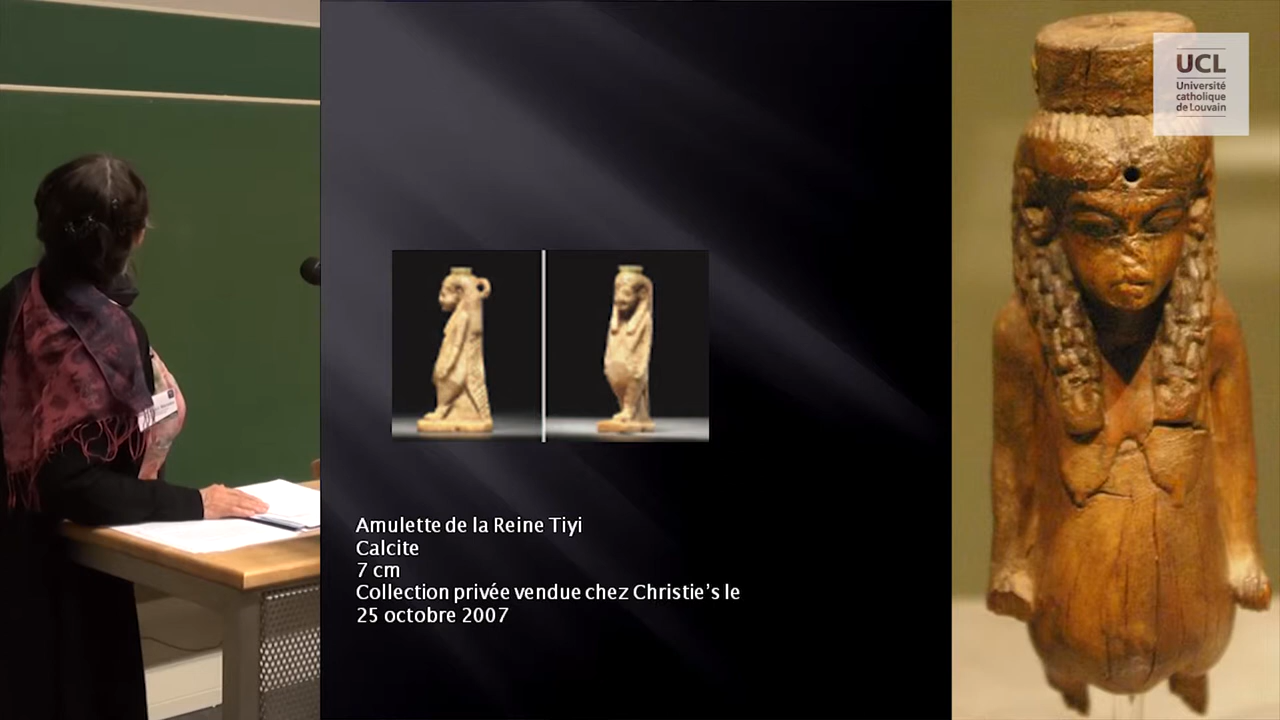 UCL
Université
catholique
de Louvain
Amulette de la Reine Tiyi
Calcite
7 cm
Collection privée vendue chez Christie's le
25 octobre 2007